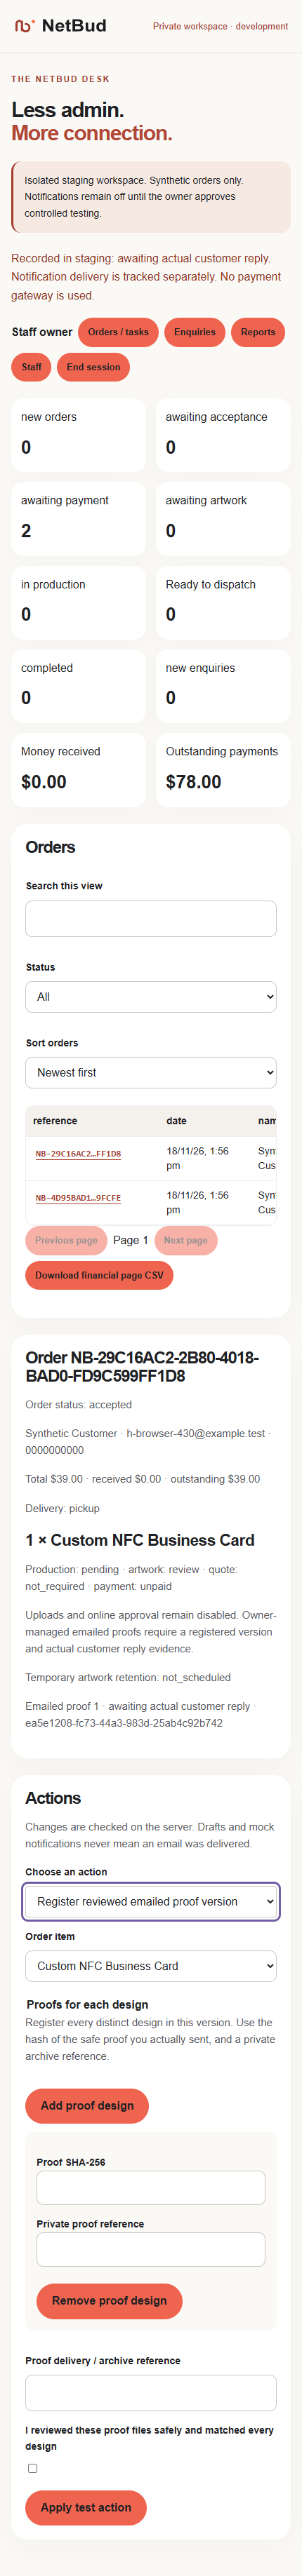 NetBud
Private workspace · development
THE NETBUD DESK
Less admin.
More connection.
Isolated staging workspace. Synthetic orders only.
Notifications remain off until the owner approves
controlled testing.
Recorded in staging: awaiting actual customer reply.
Notification delivery is tracked separately. No payment
gateway is used.
Staff owner
Orders / tasks
Enquiries
Reports
Staff
End session
new orders
0
awaiting acceptance
0
awaiting payment
2
awaiting artwork
0
in production
0
Ready to dispatch
0
completed
0
new enquiries
0
Money received
$0.00
Outstanding payments
$78.00
Orders
Search this view
Status
All
Sort orders
Newest first
reference date nam
NB-29C16AC2…FF1D8 18/11/26, 1:56 Syn
pm Cus
NB-4D95BAD1…9FCFE 18/11/26, 1:56 Syn
pm Cus
Previous page
Page 1
Next page
Download financial page CSV
Order NB-29C16AC2-2B80-4018-
BAD0-FD9C599FF1D8
Order status: accepted
Synthetic Customer · h-browser-430@example.test ·
0000000000
Total $39.00 · received $0.00 · outstanding $39.00
Delivery: pickup
1 × Custom NFC Business Card
Production: pending · artwork: review · quote:
not_required · payment: unpaid
Uploads and online approval remain disabled. Owner-
managed emailed proofs require a registered version
and actual customer reply evidence.
Temporary artwork retention: not_scheduled
Emailed proof 1 · awaiting actual customer reply ·
ea5e1208-fc73-44a3-983d-25ab4c92b742
Actions
Changes are checked on the server. Drafts and mock
notifications never mean an email was delivered.
Choose an action
Register reviewed emailed proof version
Order item
Custom NFC Business Card
Proofs for each design
Register every distinct design in this version. Use the
hash of the safe proof you actually sent, and a private
archive reference.
Add proof design
Proof SHA-256
Private proof reference
Remove proof design
Proof delivery / archive reference
I reviewed these proof files safely and matched every
design
Apply test action